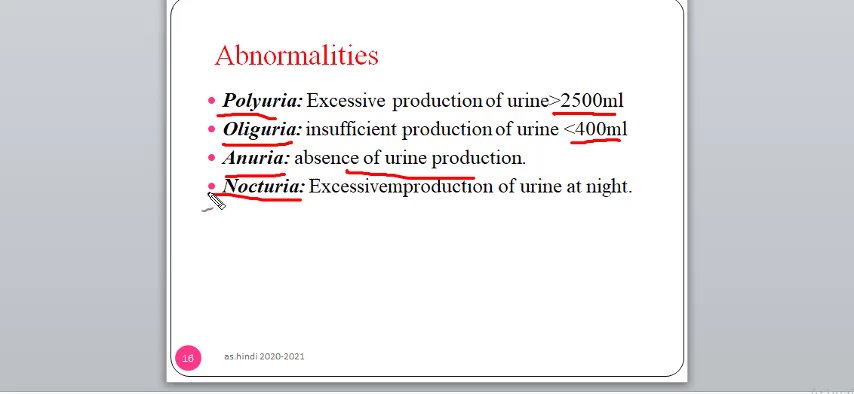 Abnormalities
• Polyuria: Excessive production of urine>2500ml
• Oliguria: insufficient production of urine <400ml
• Anuria: absence of urine production.
• Nocturia: Excessivemproduction of urine at night.
16
as.hindi 2020-2021